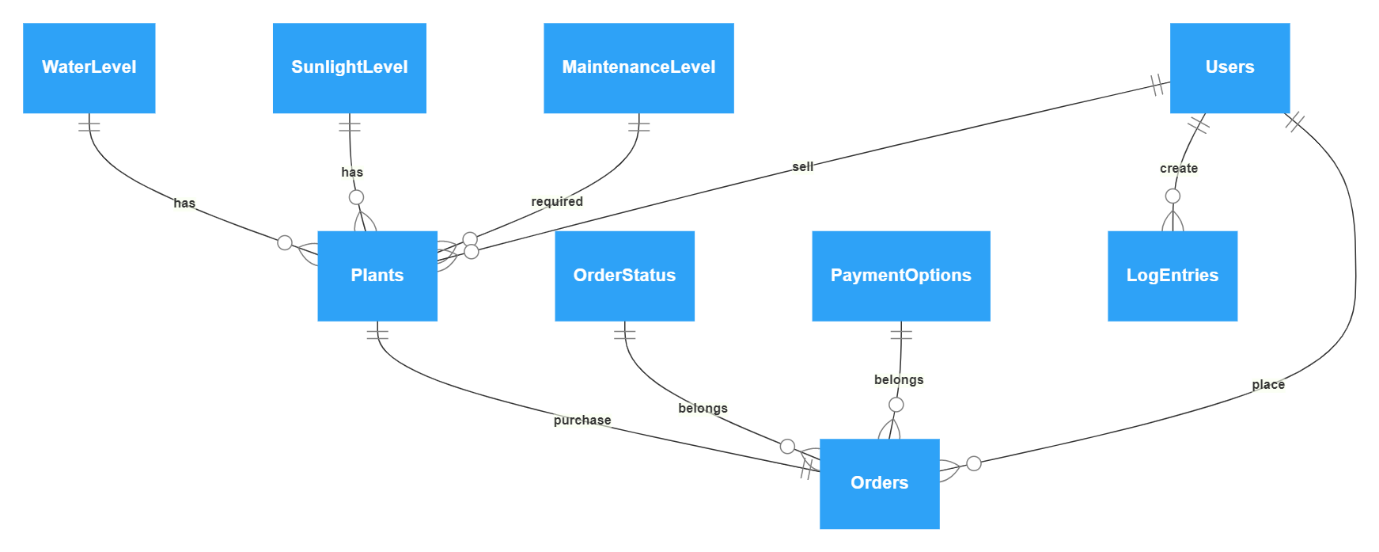 WaterLevel
SunlightLevel
MaintenanceLevel
Users
sell
has
create
has
required
Plants
OrderStatus
PaymentOptions
LogEntries
belongs
place
belongs
purchase
Orders